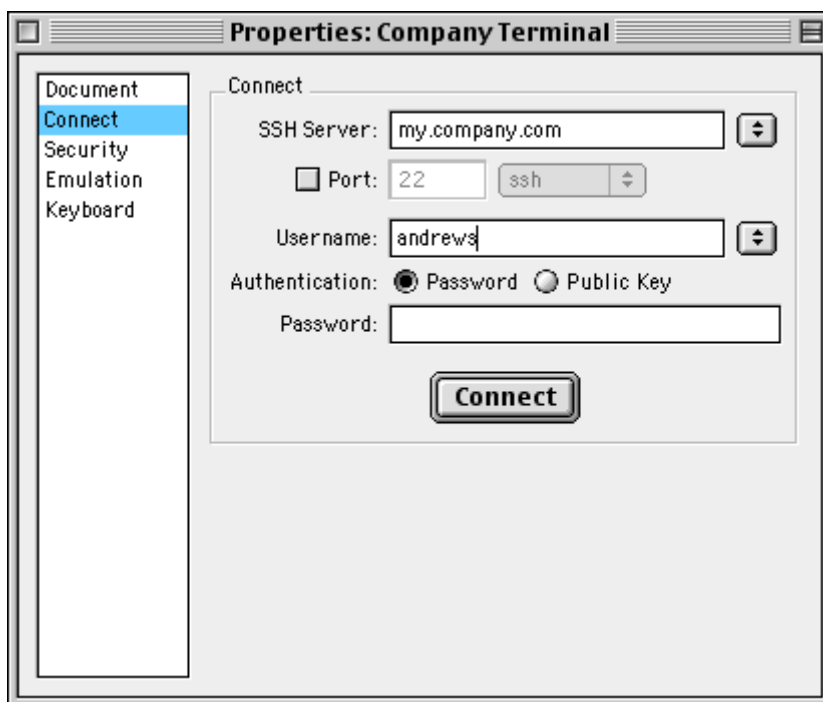 Properties: Company Terminal
Document
Connect
Security
Emulation
Keyboard
Connect
SSH Server: my.company.com
Port: 22 ssh
Username: andrews
Authentication: Password Public Key
Password:
Connect